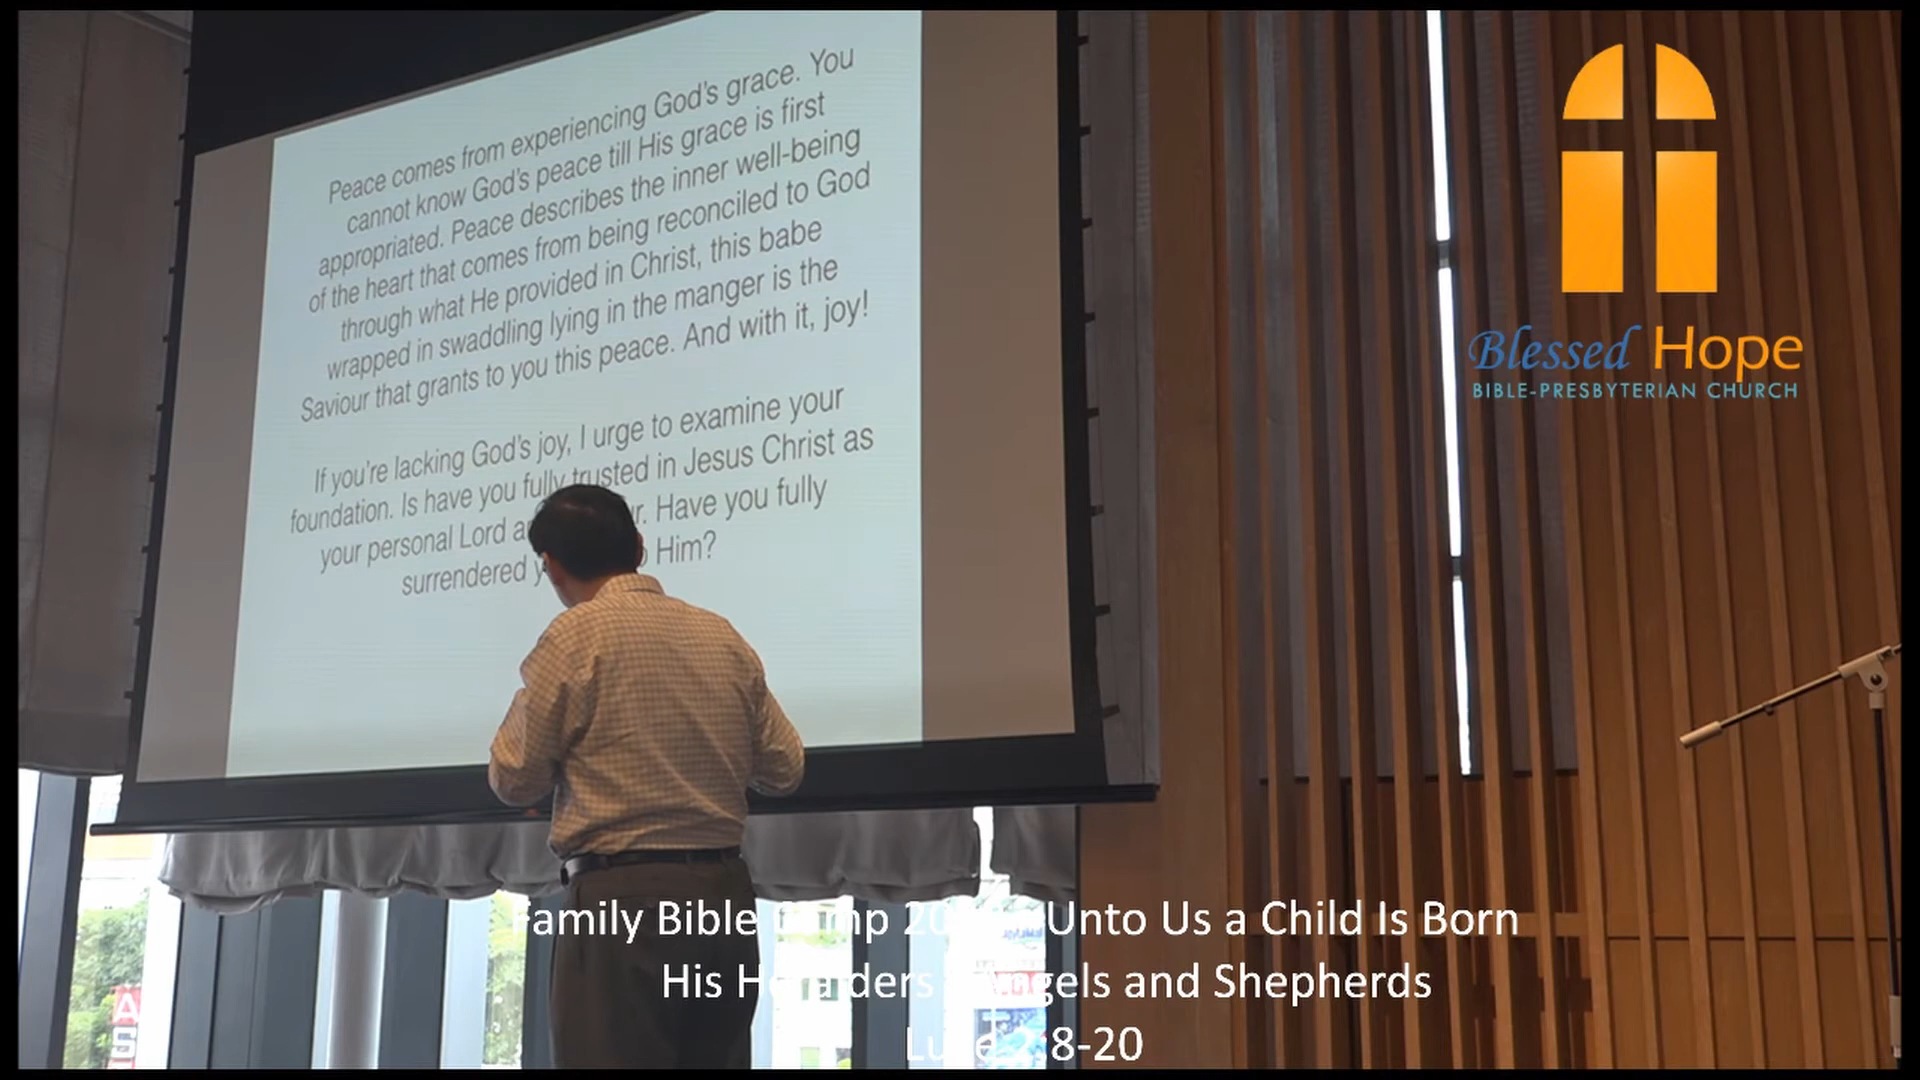 Peace comes from experiencing God's grace. You
cannot know God's peace till His grace is first
appropriated. Peace describes the inner well-being
of the heart that comes from being reconciled to God
through what He provided in Christ, this babe
wrapped in swaddling lying in the manger is the
Saviour that grants to you this peace. And with it, joy!
If you're lacking God's joy, I urge to examine your
foundation. Is have you fully trusted in Jesus Christ as
your personal Lord Have you fully
surrendered Him?
Blessed Hope
BIBLE-PRESBYTERIAN CHURCH
Family Bible Camp Unto Us a Child Is Born
His Angels and Shepherds
Luke 2:8-20